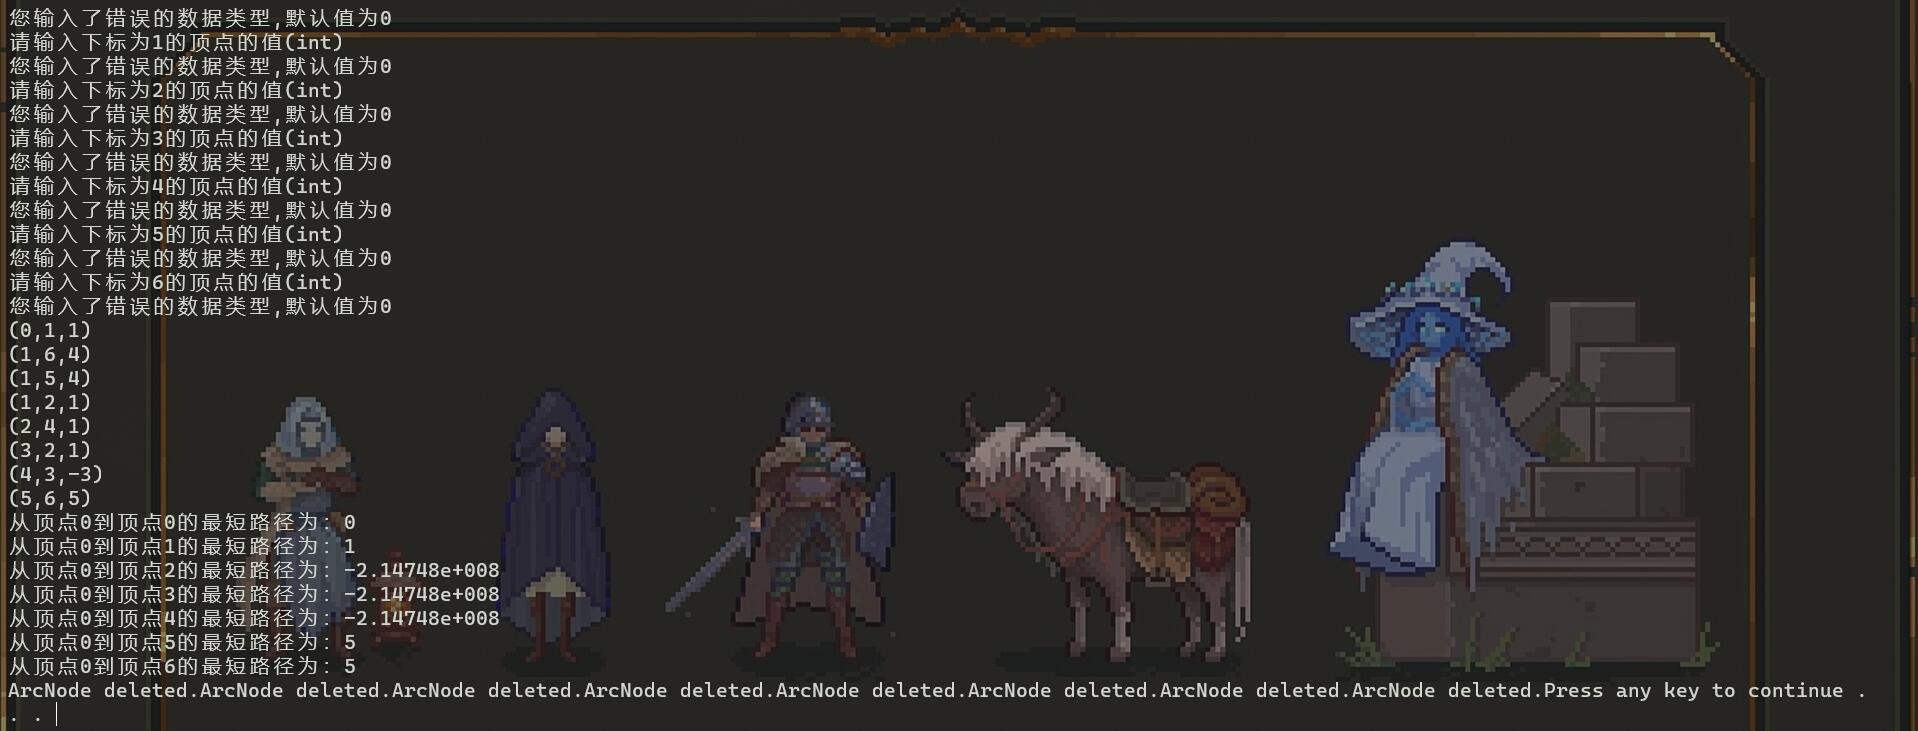 您输入了错误的数据类型,默认值为0
请输入下标为1的顶点的值(int)
您输入了错误的数据类型,默认值为0
请输入下标为2的顶点的值(int)
您输入了错误的数据类型,默认值为0
请输入下标为3的顶点的值(int)
您输入了错误的数据类型,默认值为0
请输入下标为4的顶点的值(int)
您输入了错误的数据类型,默认值为0
请输入下标为5的顶点的值(int)
您输入了错误的数据类型,默认值为0
请输入下标为6的顶点的值(int)
您输入了错误的数据类型,默认值为0
(0,1,1)
(1,6,4)
(1,5,4)
(1,2,1)
(2,4,1)
(3,2,1)
(4,3,-3)
(5,6,5)
从顶点0到顶点0的最短路径为: 0
从顶点0到顶点1的最短路径为: 1
从顶点0到顶点2的最短路径为: -2.14748e+008
从顶点0到顶点3的最短路径为: -2.14748e+008
从顶点0到顶点4的最短路径为: -2.14748e+008
从顶点0到顶点5的最短路径为: 5
从顶点0到顶点6的最短路径为: 5
ArcNode deleted.ArcNode deleted.ArcNode deleted.ArcNode deleted.ArcNode deleted.ArcNode deleted.ArcNode deleted.ArcNode deleted.Press any key to continue .
. .